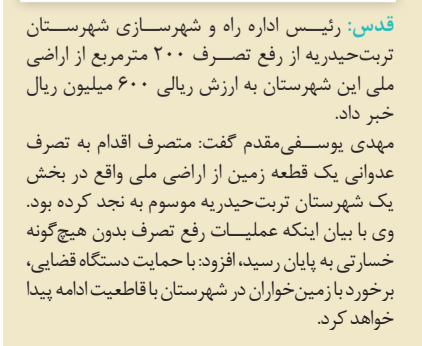 قدس: رئیس اداره راه و شهرسازی شهرستان
تربت‌حیدریه از رفع تصرف ۲۰۰ مترمربع از اراضی
ملی این شهرستان به ارزش ریالی ۶۰۰ میلیون ریال
خبر داد.
مهدی یوسفی‌مقدم گفت: متصرف اقدام به تصرف
عدوانی یک قطعه زمین از اراضی ملی واقع در بخش
یک شهرستان تربت‌حیدریه موسوم به نجد کرده بود.
وی با بیان اینکه عملیات رفع تصرف بدون هیچ‌گونه
خسارتی به پایان رسید، افزود: با حمایت دستگاه قضایی،
برخورد با زمین‌خواران در شهرستان با قاطعیت ادامه پیدا
خواهد کرد.